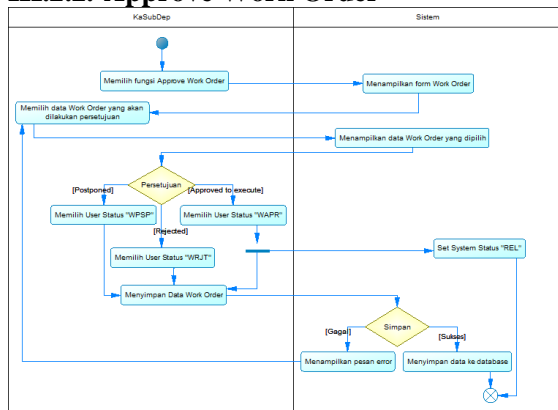 Approve Work Order
KaSubDep
Sistem
Memilih fungsi Approve Work Order
Menampilkan form Work Order
Memilih data Work Order yang akan
dilakukan persetujuan
Menampilkan data Work Order yang dipilih
Persetujuan
[Postponed]
[Approved to execute]
Memilih User Status "WPSP"
Memilih User Status "WAPR"
[Rejected]
Memilih User Status "WRJT"
Set System Status "REL"
Menyimpan Data Work Order
Simpan
[Gagal]
[Sukses]
Menampilkan pesan error
Menyimpan data ke database